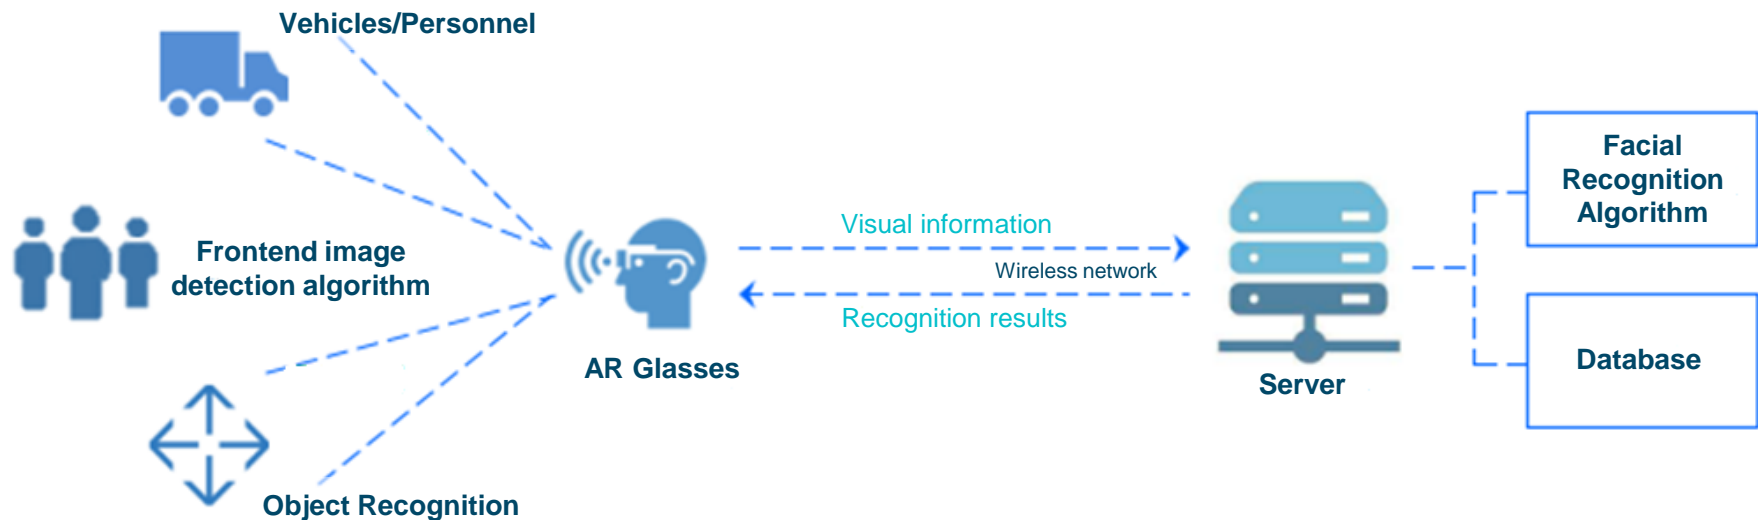 Vehicles/Personnel
Frontend image
detection algorithm
Object Recognition
AR Glasses
Visual information
Wireless network
Recognition results
Server
Facial
Recognition
Algorithm
Database